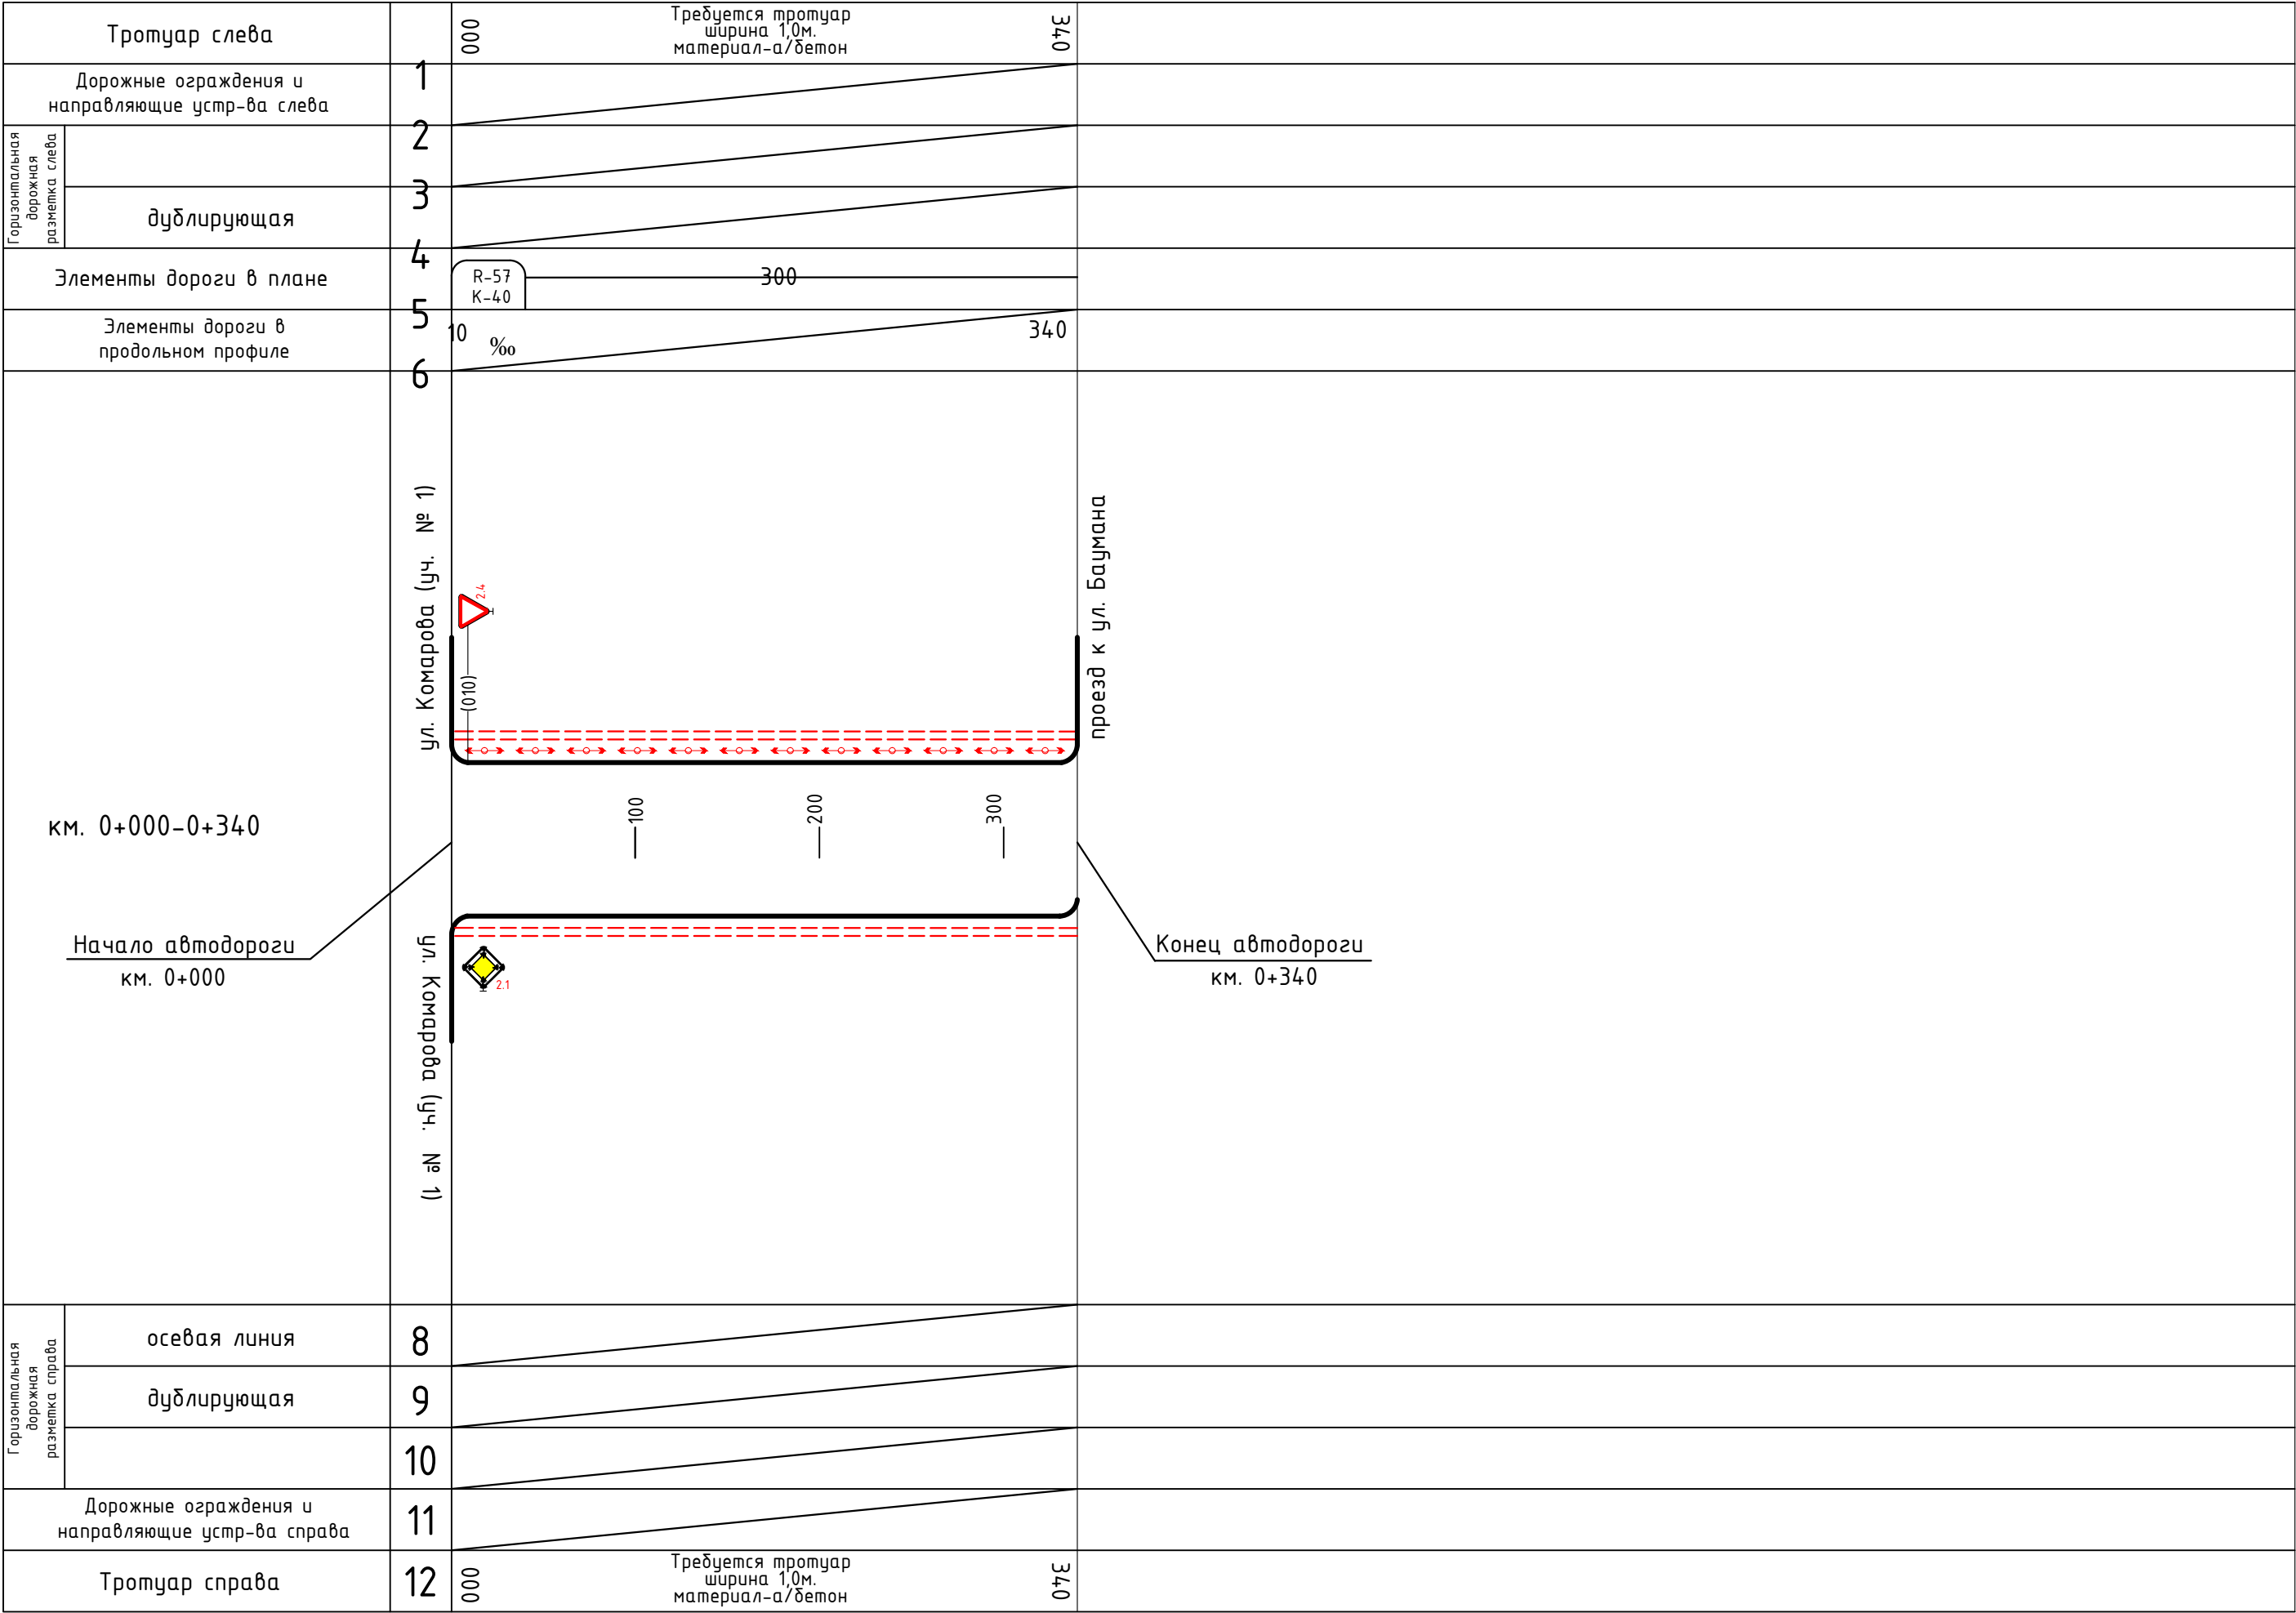 Тротуар слева
000
Требуется тротуар
ширина 1,0м.
материал-а/бетон
340
1
Дорожные ограждения и
направляющие устр-ва слева
2
Горизонтальная
дорожная
разметка слева
3
дублирующая
4
Элементы дороги в плане
R-57
K-40
300
5
Элементы дороги в
продольном профиле
10
‰
340
6
ул. Комарова (уч. № 1)
2.4
(010)
проезд к ул. Баумана
км. 0+000-0+340
100
200
300
Начало автодороги
км. 0+000
Конец автодороги
км. 0+340
2.1
ул. Комарова (уч. № 1)
Горизонтальная
дорожная
разметка справа
осевая линия
8
дублирующая
9
10
Дорожные ограждения и
направляющие устр-ва справа
11
Тротуар справа
12
000
Требуется тротуар
ширина 1,0м.
материал-а/бетон
340